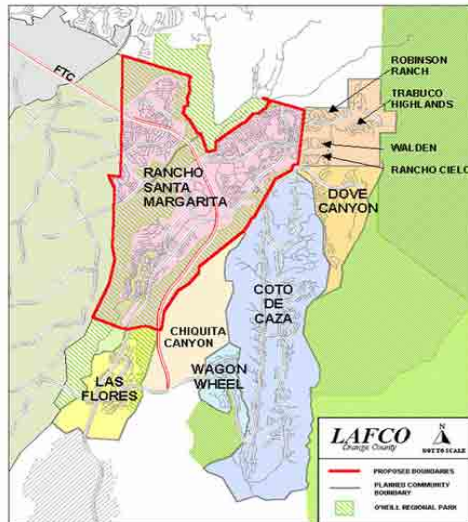 FTC
ROBINSON
RANCH
TRABUCO
HIGHLANDS
WALDEN
RANCHO CIELO
RANCHO
SANTA
MARGARITA
DOVE
CANYON
COTO
DE
CAZA
CHIQUITA
CANYON
WAGON
WHEEL
LAS
FLORES
LAFCO
Orange County
N
NOT TO SCALE
PROPOSED BOUNDARIES
PLANNED COMMUNITY
BOUNDARY
O'NEILL REGIONAL PARK